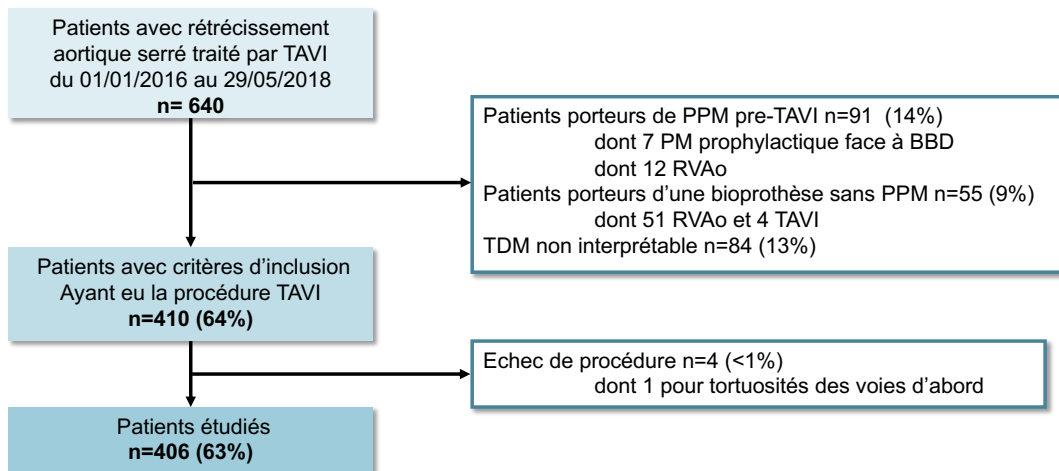 Patients avec rétrécissement
aortique serré traité par TAVI
du 01/01/2016 au 29/05/2018
n= 640
Patients porteurs de PPM pre-TAVI n=91 (14%)
dont 7 PM prophylactique face à BBD
dont 12 RVAo
Patients porteurs d'une bioprothèse sans PPM n=55 (9%)
dont 51 RVAo et 4 TAVI
TDM non interprétable n=84 (13%)
Patients avec critères d'inclusion
Ayant eu la procédure TAVI
n=410 (64%)
Echec de procédure n=4 (<1%)
dont 1 pour tortuosités des voies d'abord
Patients étudiés
n=406 (63%)